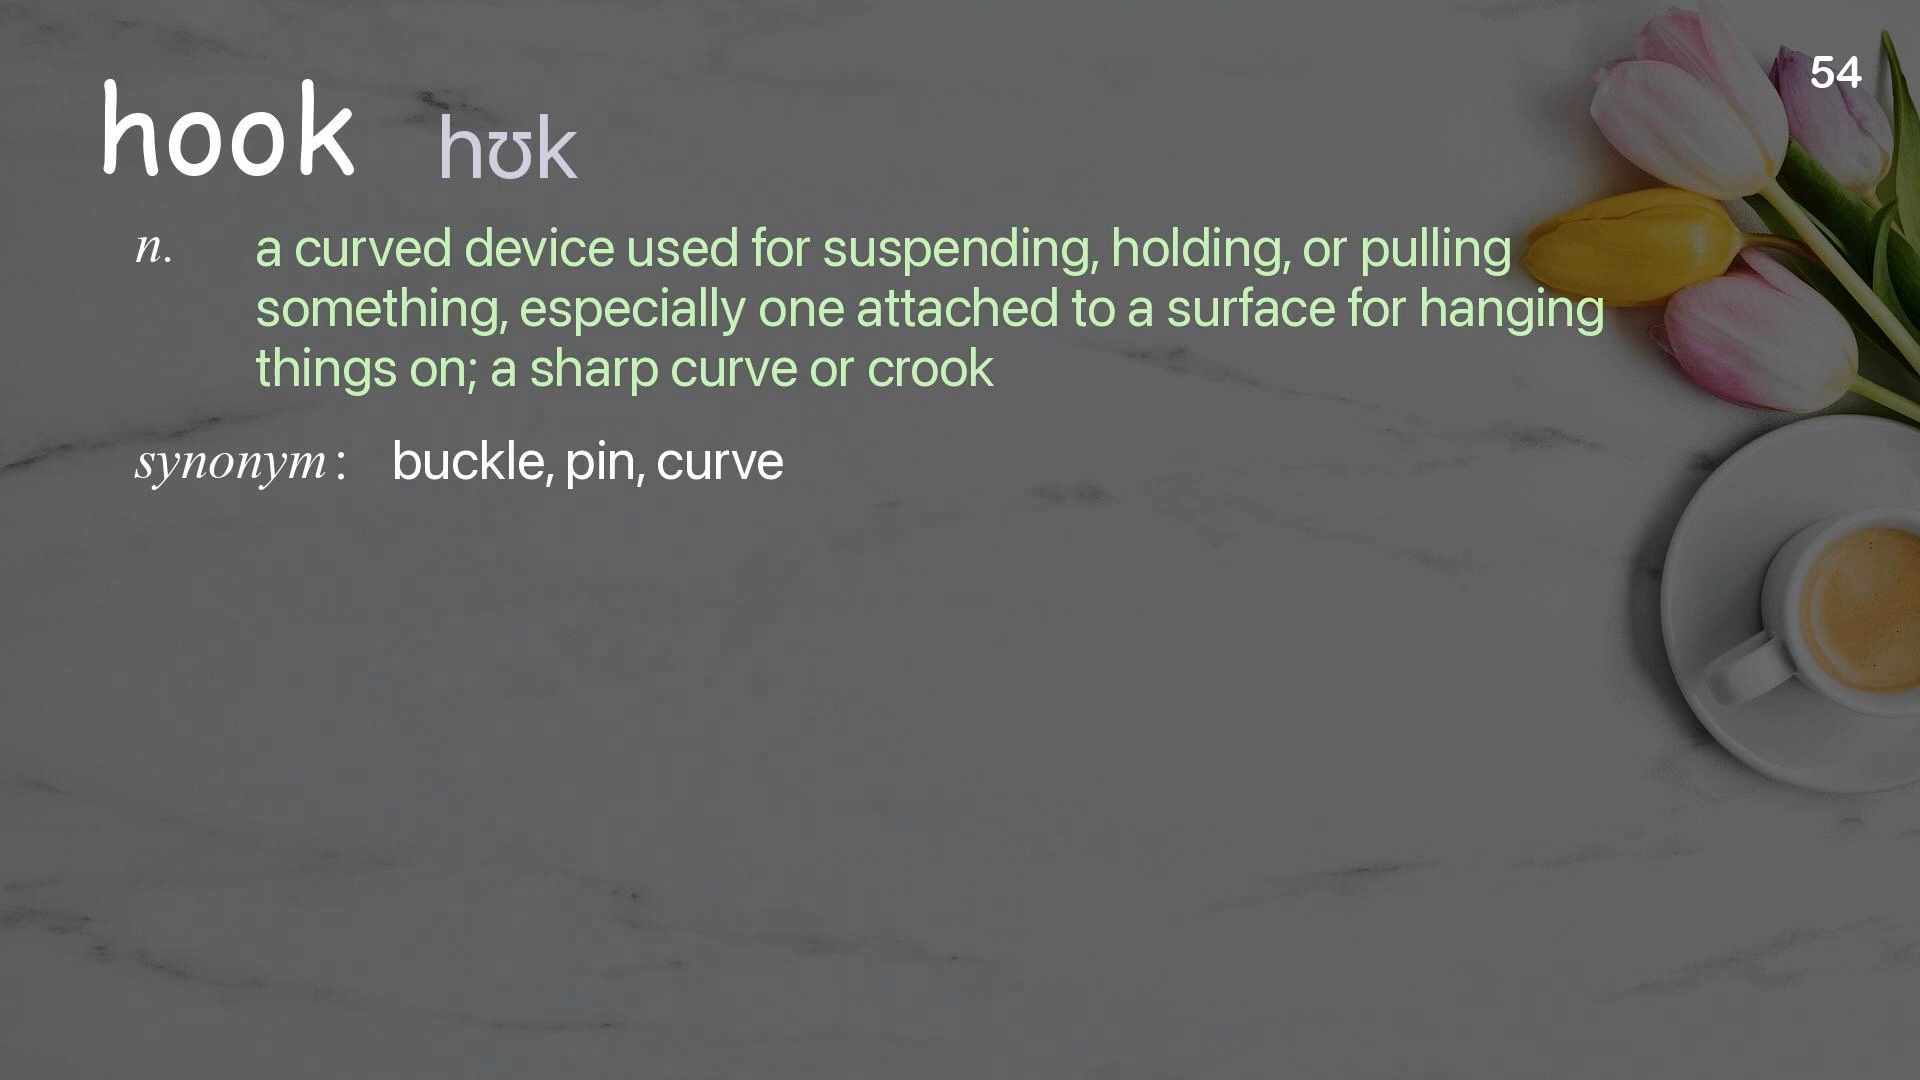 54
hook hʊk
n. a curved device used for suspending, holding, or pulling
something, especially one attached to a surface for hanging
things on; a sharp curve or crook
synonym: buckle, pin, curve